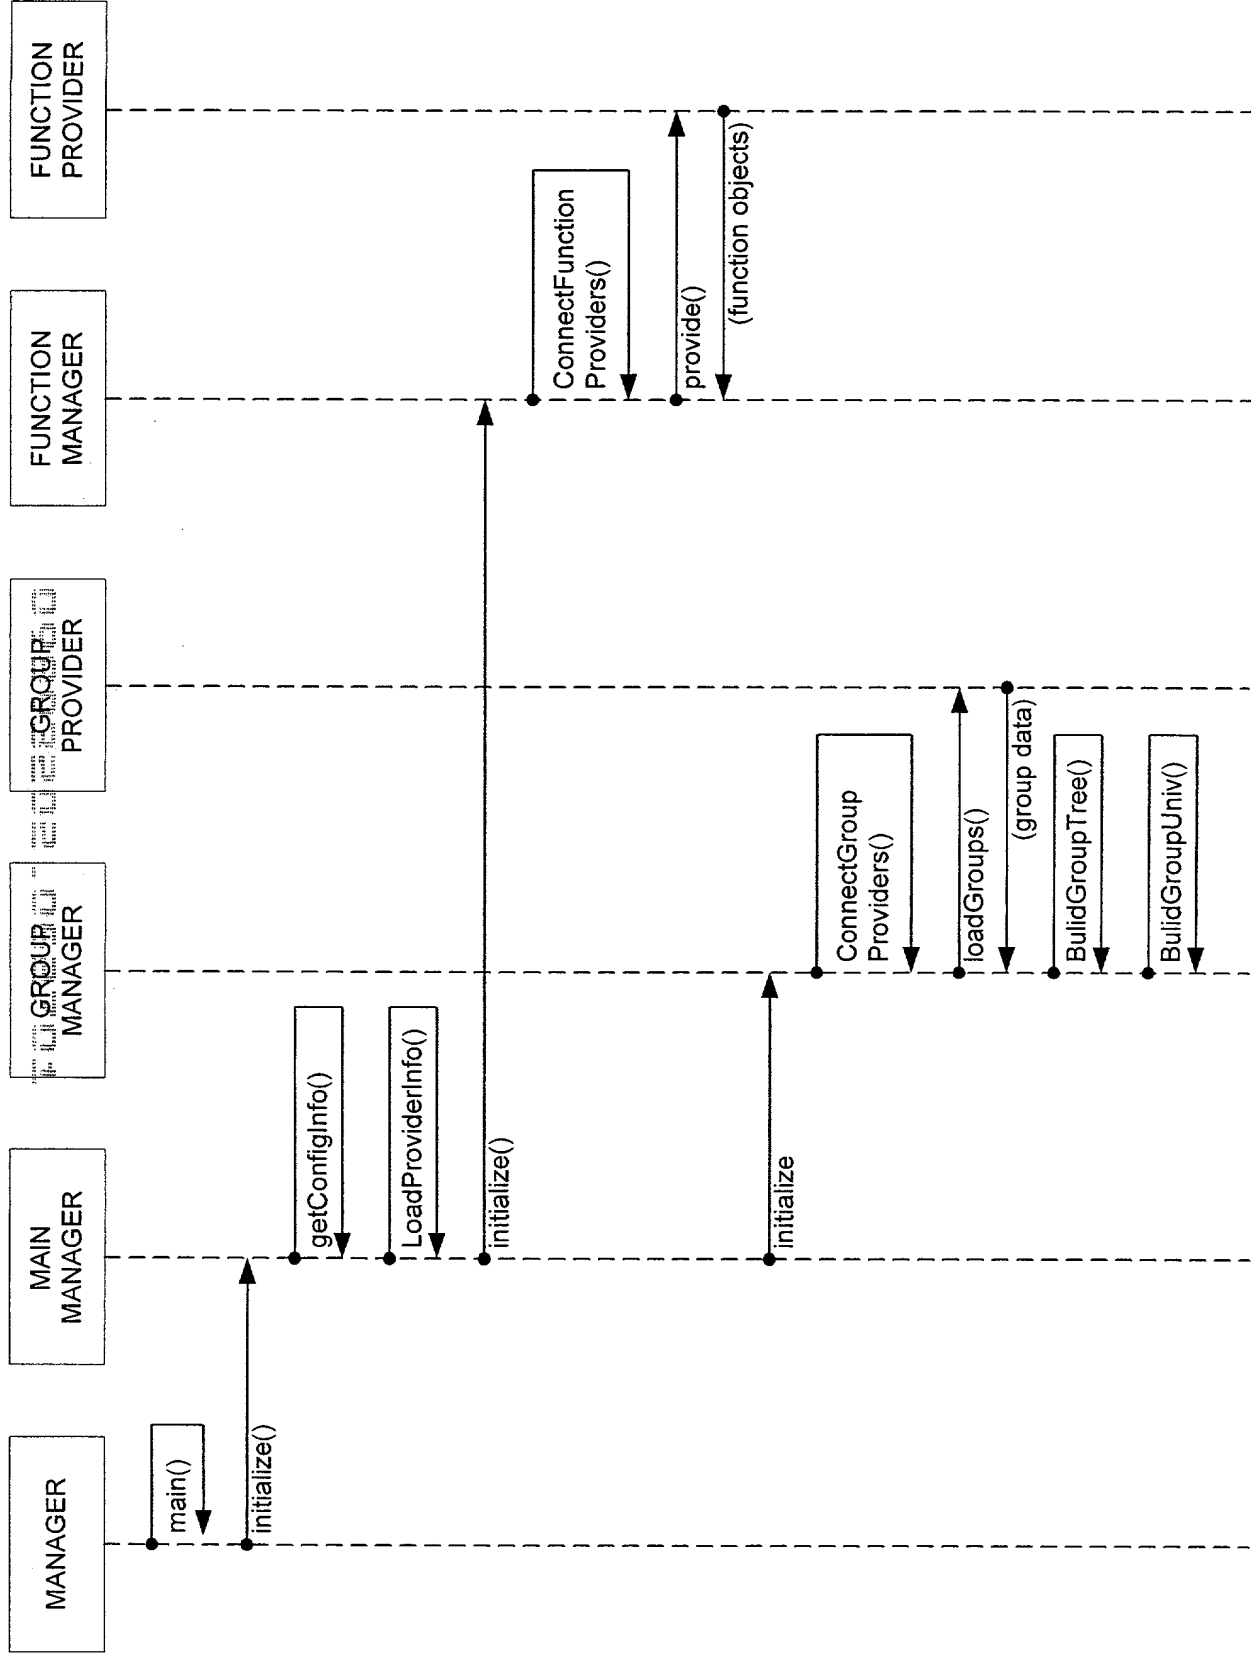 MANAGER
MAIN
MANAGER
GROUP
MANAGER
GROUP
PROVIDER
FUNCTION
MANAGER
FUNCTION
PROVIDER
main()
initialize()
getConfigInfo()
LoadProviderInfo()
initialize()
ConnectFunction
Providers()
provide()
(function objects)
initialize
ConnectGroup
Providers()
loadGroups()
(group data)
BulidGroupTree()
BulidGroupUniv()